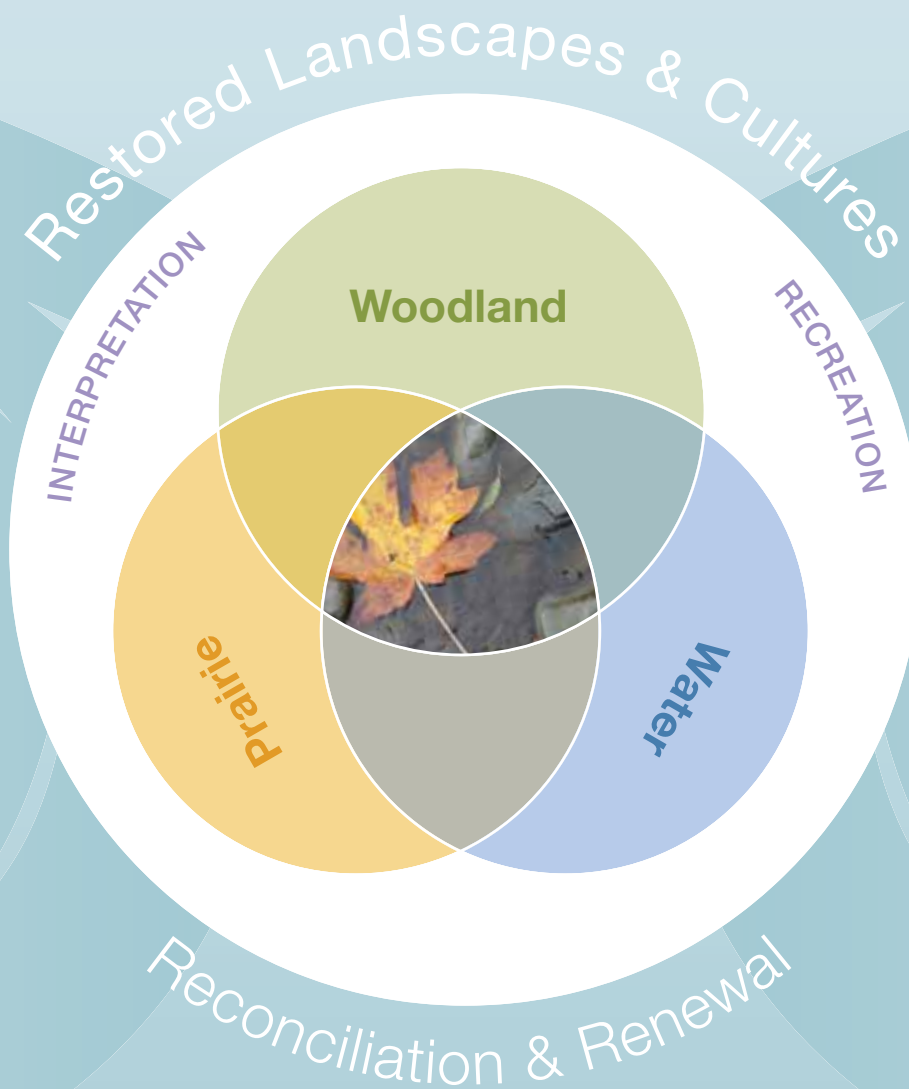 Restored Landscapes & Cultures
INTERPRETATION
RECREATION
Woodland
Prairie
Water
Reconciliation & Renewal